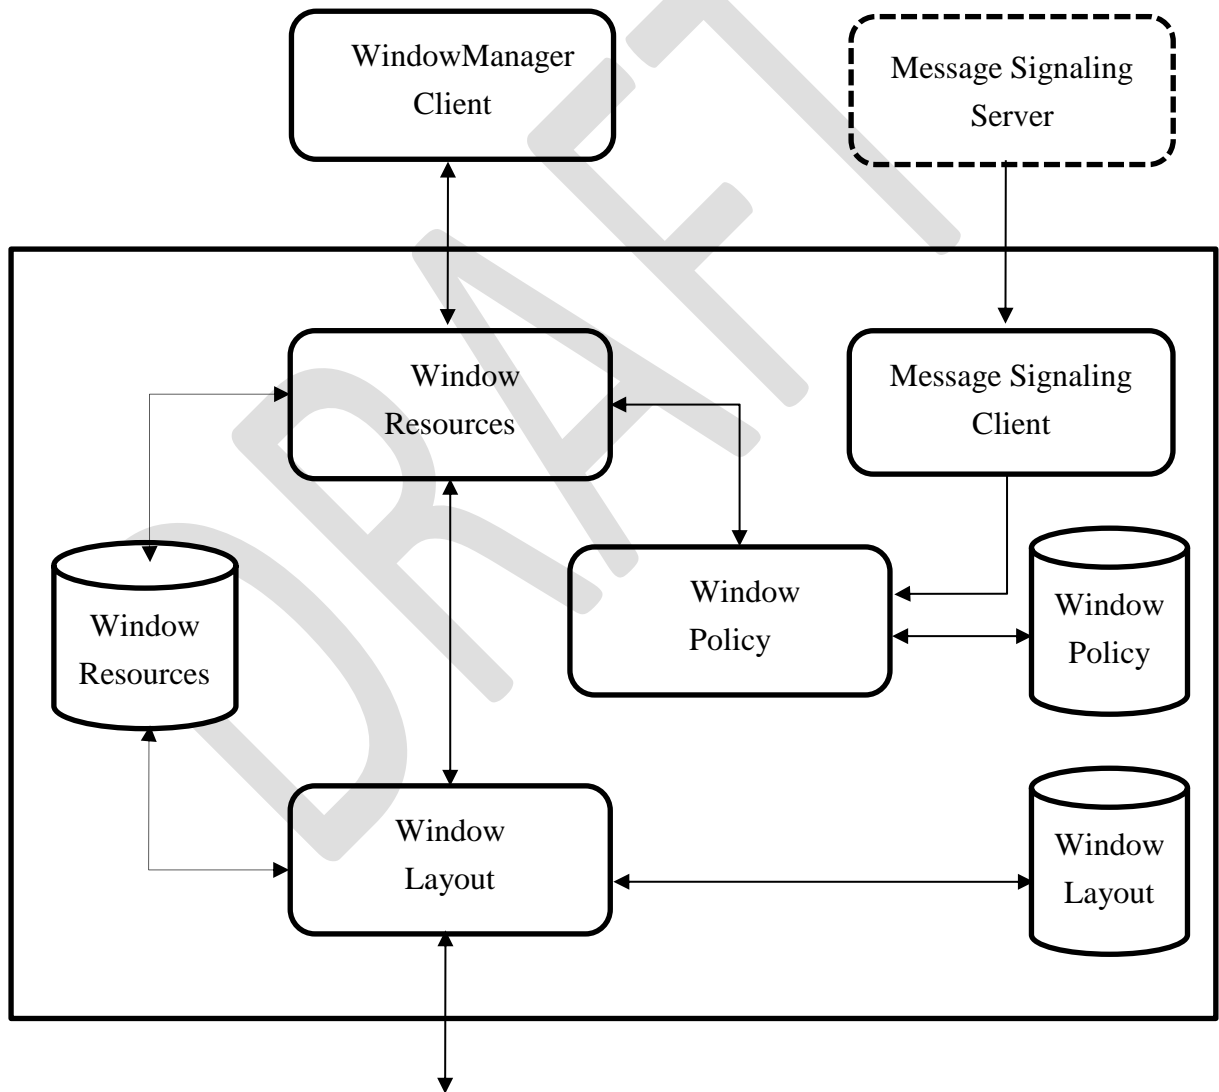 WindowManager
Client
Message Signaling
Server
Window
Resources
Message Signaling
Client
Window
Resources
Window
Policy
Window
Policy
Window
Layout
Window
Layout
DRAFT